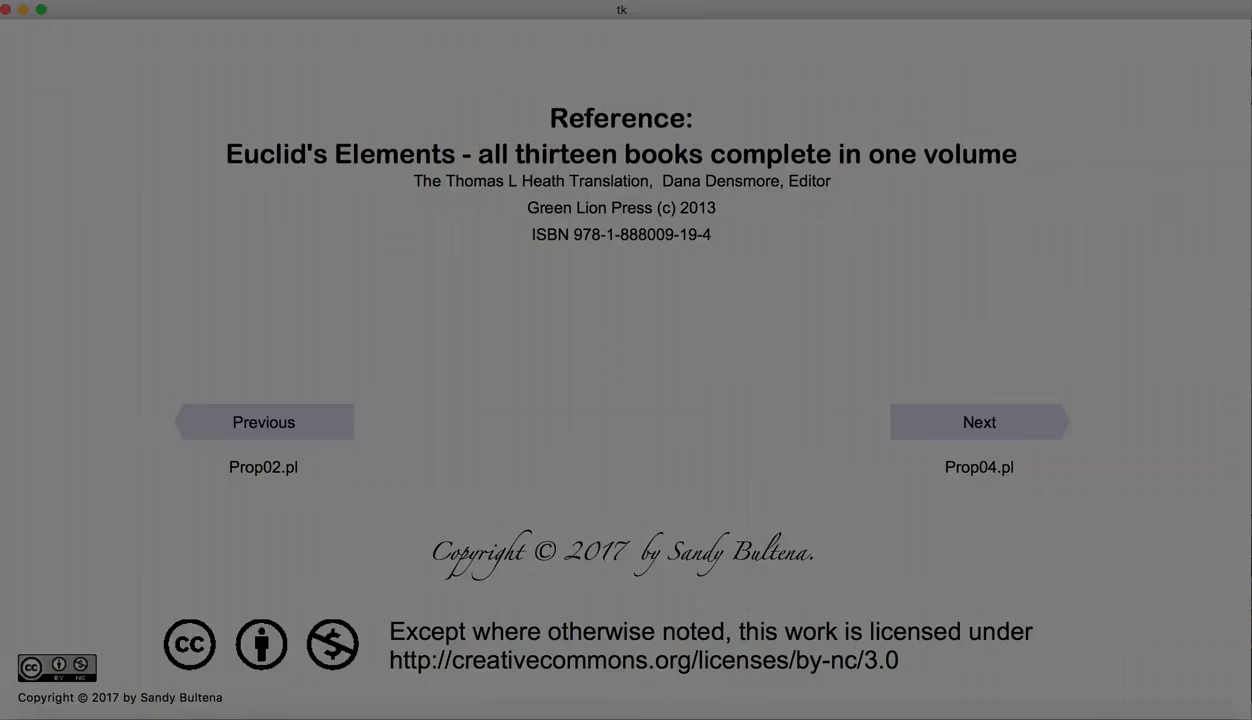 tk
Reference:
Euclid's Elements - all thirteen books complete in one volume
The Thomas L Heath Translation,  Dana Densmore, Editor
Green Lion Press (c) 2013
ISBN 978-1-888009-19-4
Previous
Next
Prop02.pl
Prop04.pl
Copyright © 2017 by Sandy Bultena.
Except where otherwise noted, this work is licensed under
http://creativecommons.org/licenses/by-nc/3.0
cc
BY NC
Copyright © 2017 by Sandy Bultena